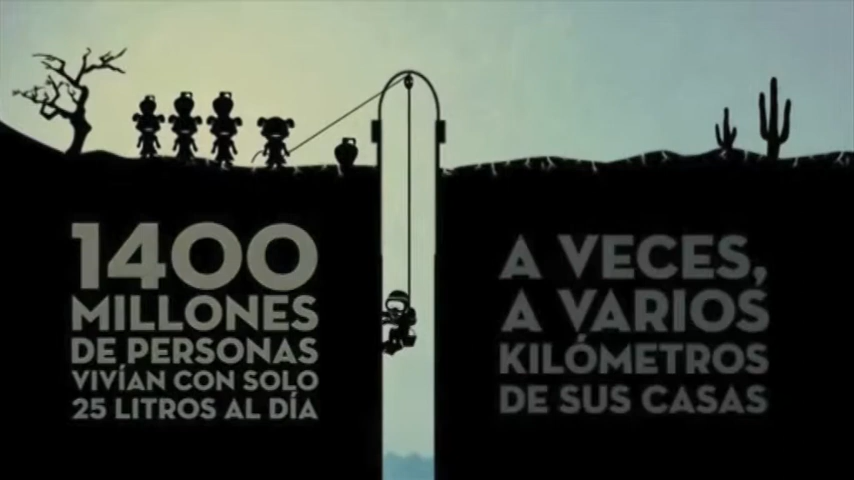 1400
MILLONES
DE PERSONAS
VIVÍAN CON SOLO
25 LITROS AL DÍA
A VECES,
A VARIOS
KILÓMETROS
DE SUS CASAS